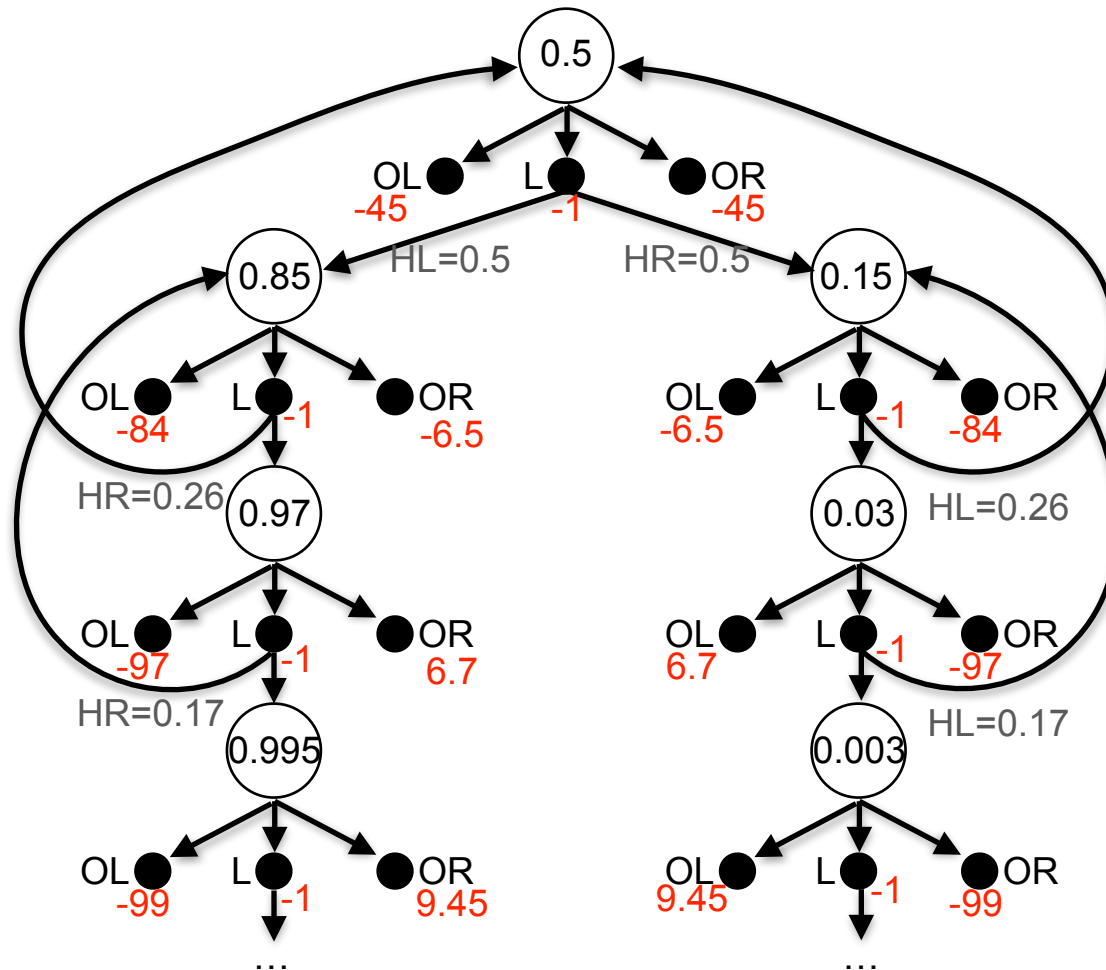 0.5
OL L OR
-45 -1 -45
HL=0.5 HR=0.5
0.85 0.15
OL L OR OL L OR
-84 -1 -6.5 -6.5 -1 -84
HR=0.26 0.97 0.03 HL=0.26
OL L OR OL L OR
-97 -1 6.7 6.7 -1 -97
HR=0.17 HL=0.17
0.995 0.003
OL L OR OL L OR
-99 -1 9.45 9.45 -1 -99
... ...